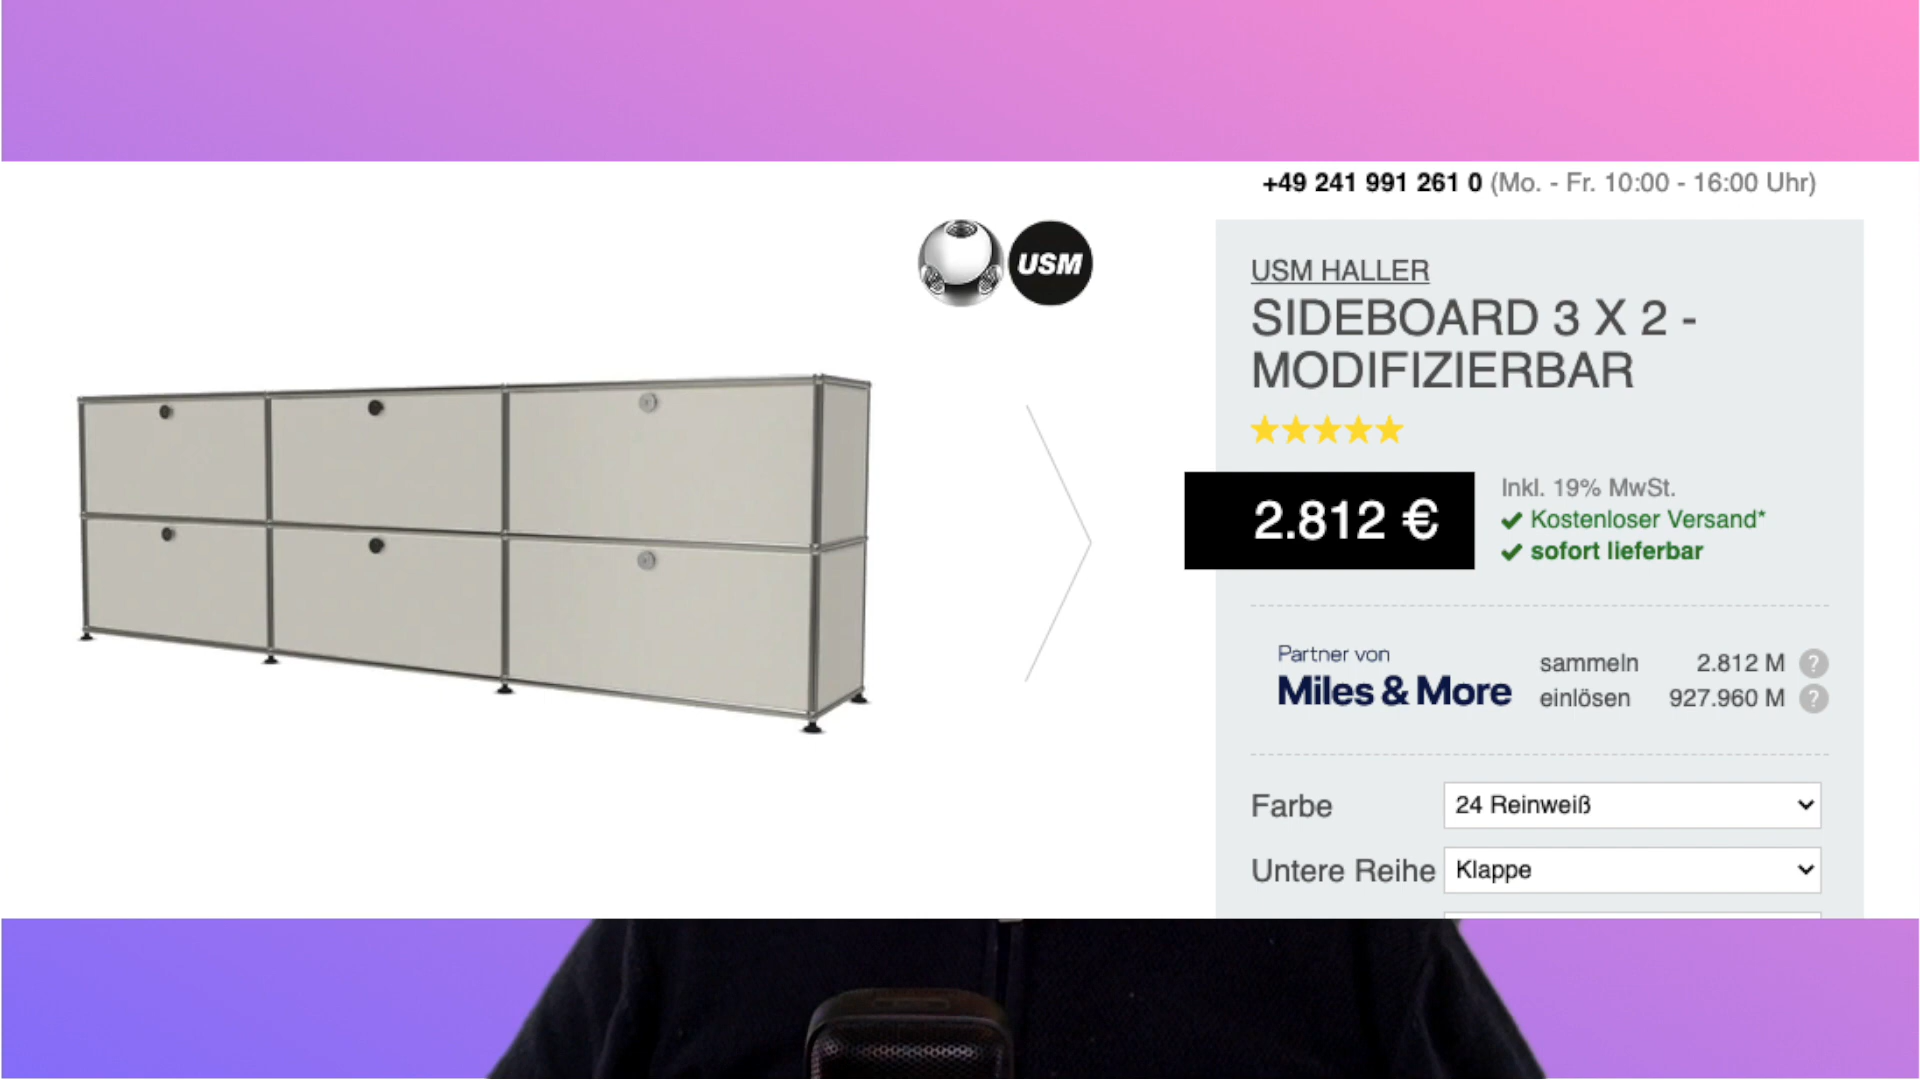 +49 241 991 261 0 (Mo. - Fr. 10:00 - 16:00 Uhr)
USM
USM HALLER
SIDEBOARD 3 X 2 -
MODIFIZIERBAR
2.812 €
Inkl. 19% MwSt.
Kostenloser Versand*
sofort lieferbar
Partner von
Miles & More
sammeln 2.812 M ?
einlösen 927.960 M ?
Farbe 24 Reinweiß
Untere Reihe Klappe